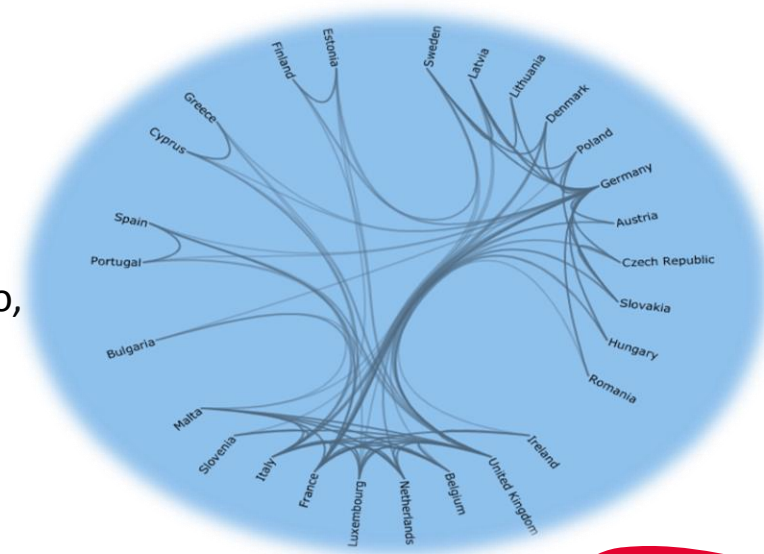 Estonia
Finland
Sweden
Latvia
Lithuania
Denmark
Poland
Germany
Austria
Czech Republic
Slovakia
Hungary
Romania
Ireland
United Kingdom
Belgium
Netherlands
Luxembourg
France
Italy
Slovenia
Malta
Bulgaria
Portugal
Spain
Cyprus
Greece